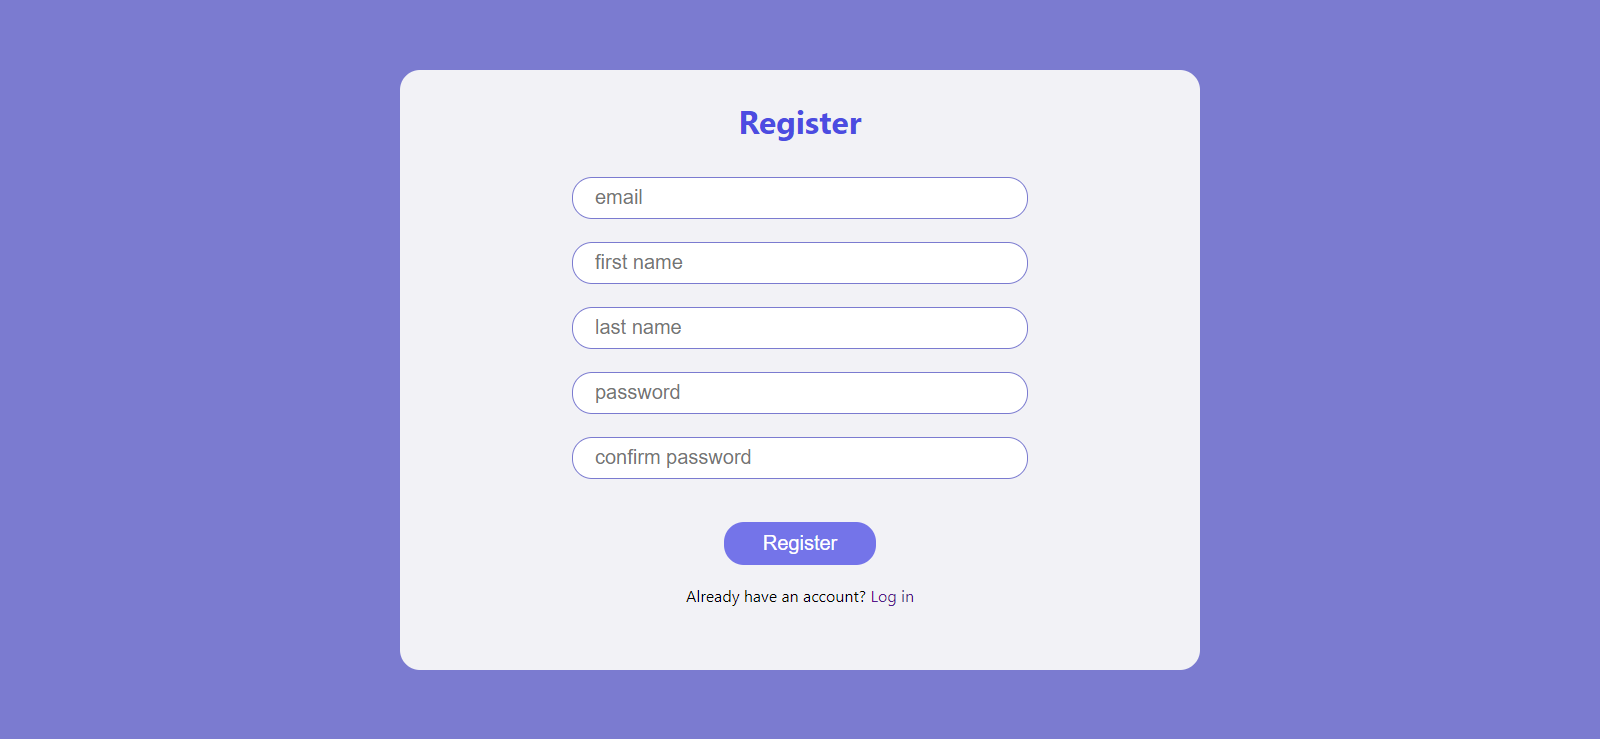 Register
email
first name
last name
password
confirm password
Register
Already have an account? Log in